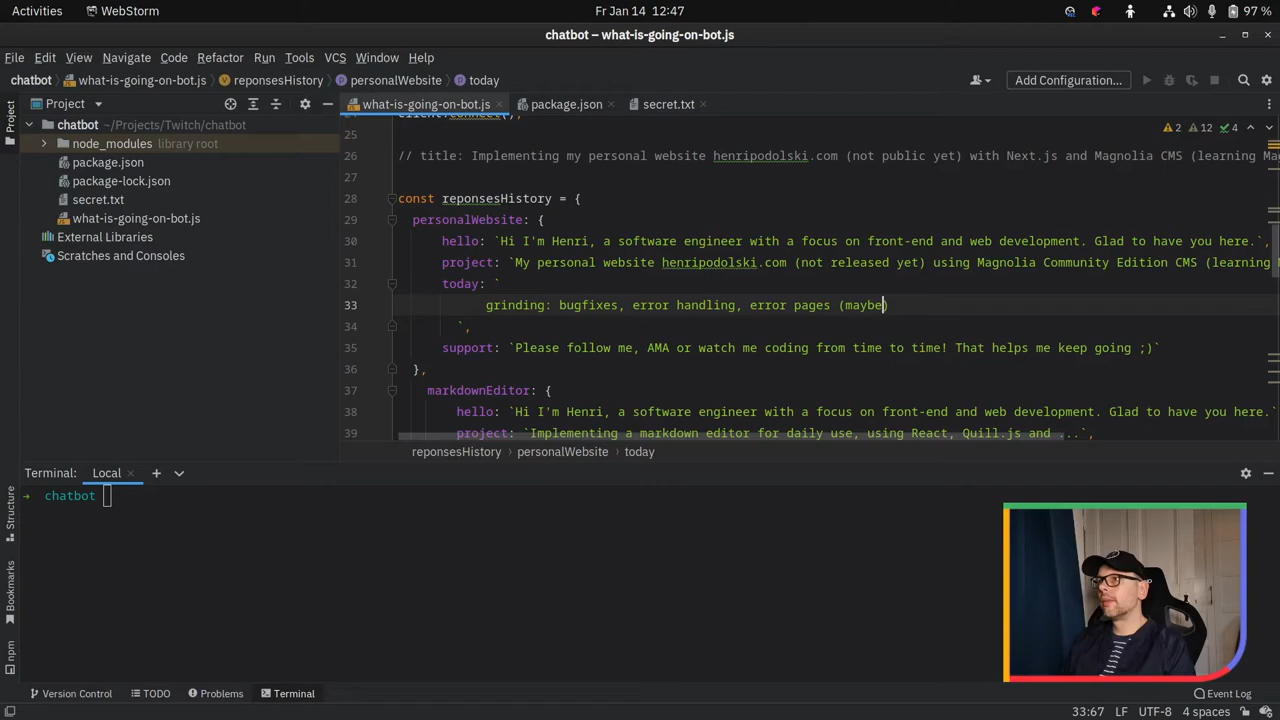 Activities WebStorm Fr Jan 14 12:47 97 %
chatbot – what-is-going-on-bot.js
File Edit View Navigate Code Refactor Run Tools VCS Window Help
chatbot what-is-going-on-bot.js reponsesHistory personalWebsite today Add Configuration...
Project
Project what-is-going-on-bot.js package.json secret.txt
chatbot ~/Projects/Twitch/chatbot
node_modules library root
package.json
package-lock.json
secret.txt
what-is-going-on-bot.js
External Libraries
Scratches and Consoles
2 12 4
25
26 // title: Implementing my personal website henripodolski.com (not public yet) with Next.js and Magnolia CMS (learning Ma
27
28 const reponsesHistory = {
29 personalWebsite: {
30 hello: `Hi I'm Henri, a software engineer with a focus on front-end and web development. Glad to have you here.`,
31 project: `My personal website henripodolski.com (not released yet) using Magnolia Community Edition CMS (learning M
32 today: `
33 grinding: bugfixes, error handling, error pages (maybe)
34 `,
35 support: `Please follow me, AMA or watch me coding from time to time! That helps me keep going ;)`
36 },
37 markdownEditor: {
38 hello: `Hi I'm Henri, a software engineer with a focus on front-end and web development. Glad to have you here.`
39 project: `Implementing a markdown editor for daily use, using React, Quill.js and ...`,
reponsesHistory personalWebsite today
Terminal: Local
→ chatbot
Structure
Bookmarks
npm
Version Control TODO Problems Terminal Event Log
33:67 LF UTF-8 4 spaces